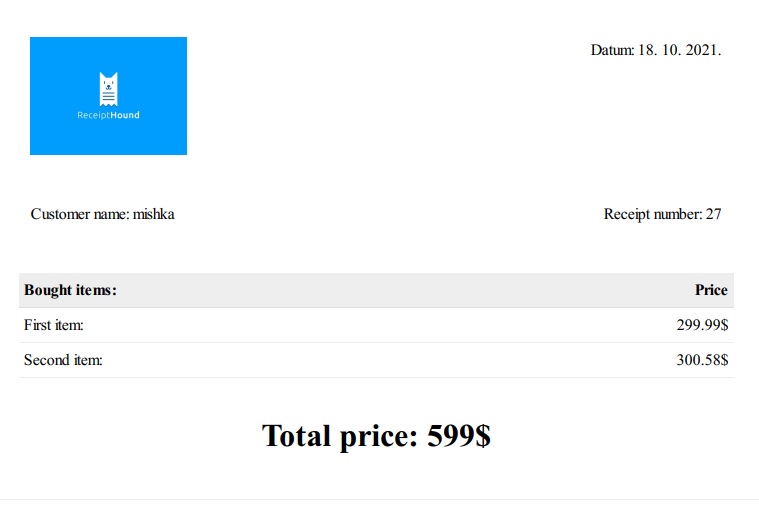 Datum: 18. 10. 2021.
ReceiptHound
Customer name: mishka
Receipt number: 27
Bought items: Price
First item: 299.99$
Second item: 300.58$
Total price: 599$